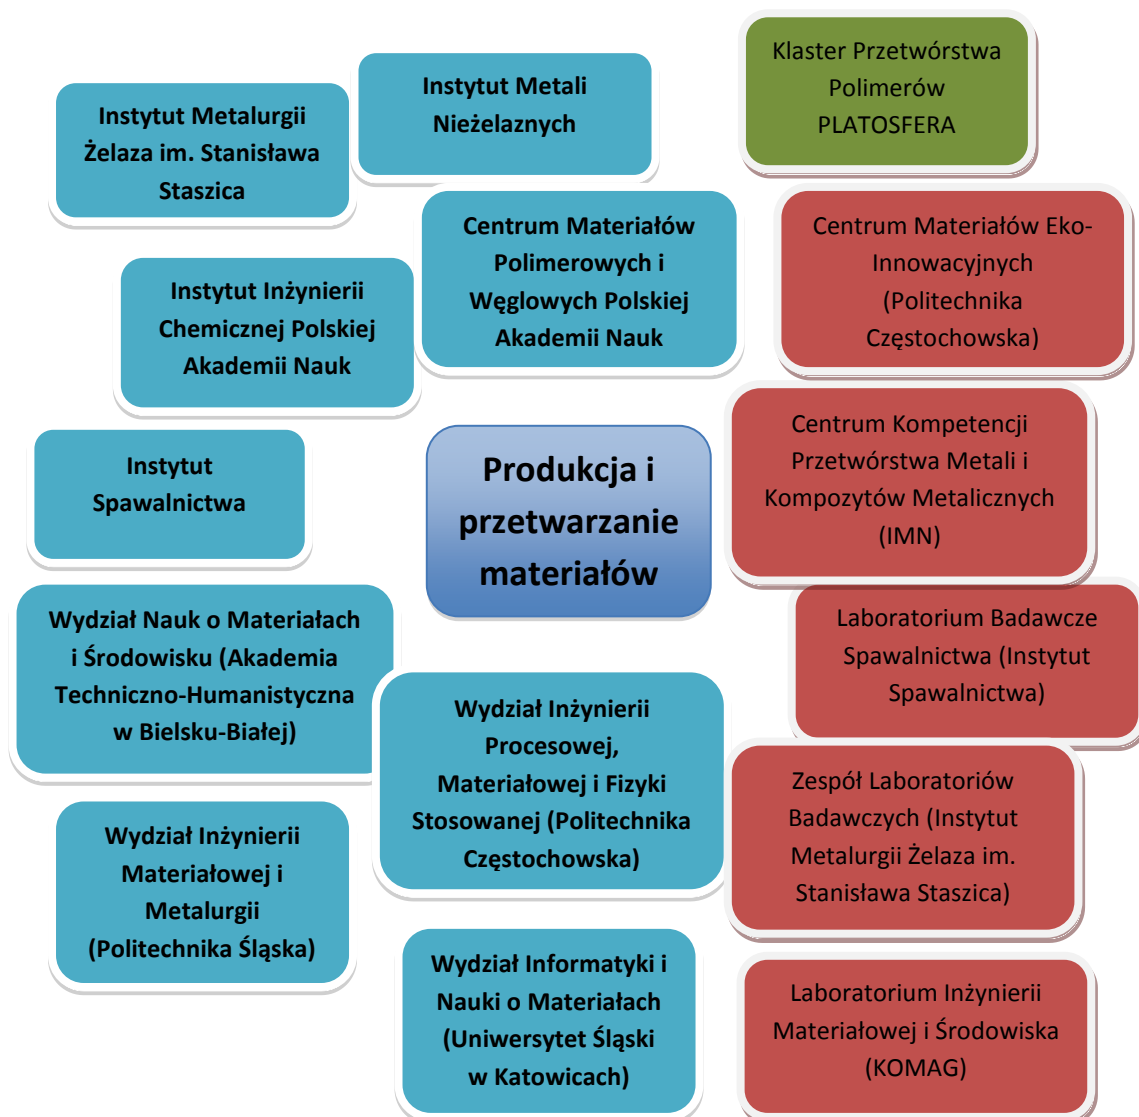 Instytut Metalurgii
Żelaza im. Stanisława
Staszica
Instytut Metali
Nieżelaznych
Klaster Przetwórstwa
Polimerów
PLATOSFERA
Centrum Materiałów
Polimerowych i
Węglowych Polskiej
Akademii Nauk
Centrum Materiałów Eko-
Innowacyjnych
(Politechnika
Częstochowska)
Instytut Inżynierii
Chemicznej Polskiej
Akademii Nauk
Instytut
Spawalnictwa
Produkcja i
przetwarzanie
materiałów
Centrum Kompetencji
Przetwórstwa Metali i
Kompozytów Metalicznych
(IMN)
Wydział Nauk o Materiałach
i Środowisku (Akademia
Techniczno-Humanistyczna
w Bielsku-Białej)
Laboratorium Badawcze
Spawalnictwa (Instytut
Spawalnictwa)
Wydział Inżynierii
Procesowej,
Materiałowej i Fizyki
Stosowanej (Politechnika
Częstochowska)
Zespół Laboratoriów
Badawczych (Instytut
Metalurgii Żelaza im.
Stanisława Staszica)
Wydział Inżynierii
Materiałowej i
Metalurgii
(Politechnika Śląska)
Wydział Informatyki i
Nauki o Materiałach
(Uniwersytet Śląski
w Katowicach)
Laboratorium Inżynierii
Materiałowej i Środowiska
(KOMAG)